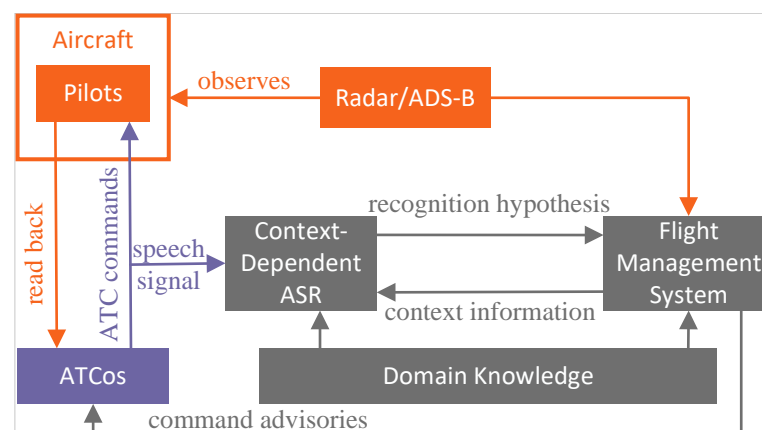 Aircraft
Pilots
observes
Radar/ADS-B
read back
ATC commands
speech
signal
Context-
Dependent
ASR
recognition hypothesis
context information
Flight
Management
System
ATCos
Domain Knowledge
command advisories